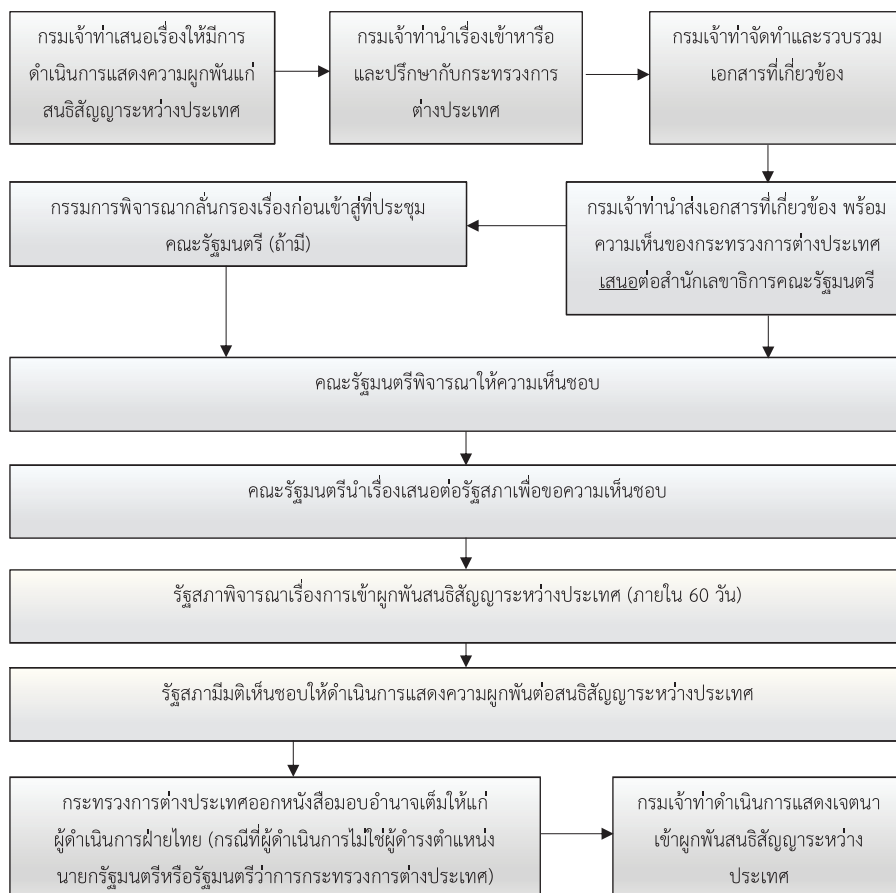 กรมเจ้าท่าเสนอเรื่องให้มีการ
ดำเนินการแสดงความผูกพันแก่
สนธิสัญญาระหว่างประเทศ
กรมเจ้าท่านำเรื่องเข้าหารือ
และปรึกษากับกระทรวงการ
ต่างประเทศ
กรมเจ้าท่าจัดทำและรวบรวม
เอกสารที่เกี่ยวข้อง
กรมเจ้าท่านำส่งเอกสารที่เกี่ยวข้อง พร้อม
ความเห็นของกระทรวงการต่างประเทศ
เสนอต่อสำนักเลขาธิการคณะรัฐมนตรี
กรรมการพิจารณากลั่นกรองเรื่องก่อนเข้าสู่ที่ประชุม
คณะรัฐมนตรี (ถ้ามี)
คณะรัฐมนตรีพิจารณาให้ความเห็นชอบ
คณะรัฐมนตรีนำเรื่องเสนอต่อรัฐสภาเพื่อขอความเห็นชอบ
รัฐสภาพิจารณาเรื่องการเข้าผูกพันสนธิสัญญาระหว่างประเทศ (ภายใน 60 วัน)
รัฐสภามีมติเห็นชอบให้ดำเนินการแสดงความผูกพันต่อสนธิสัญญาระหว่างประเทศ
กระทรวงการต่างประเทศออกหนังสือมอบอำนาจเต็มให้แก่
ผู้ดำเนินการฝ่ายไทย (กรณีที่ผู้ดำเนินการไม่ใช่ผู้ดำรงตำแหน่ง
นายกรัฐมนตรีหรือรัฐมนตรีว่าการกระทรวงการต่างประเทศ)
กรมเจ้าท่าดำเนินการแสดงเจตนา
เข้าผูกพันสนธิสัญญาระหว่าง
ประเทศ